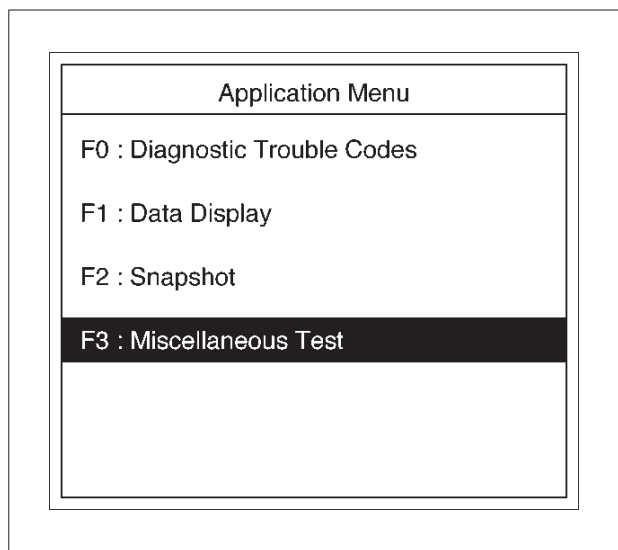 Application Menu
F0 : Diagnostic Trouble Codes
F1 : Data Display
F2 : Snapshot
F3 : Miscellaneous Test